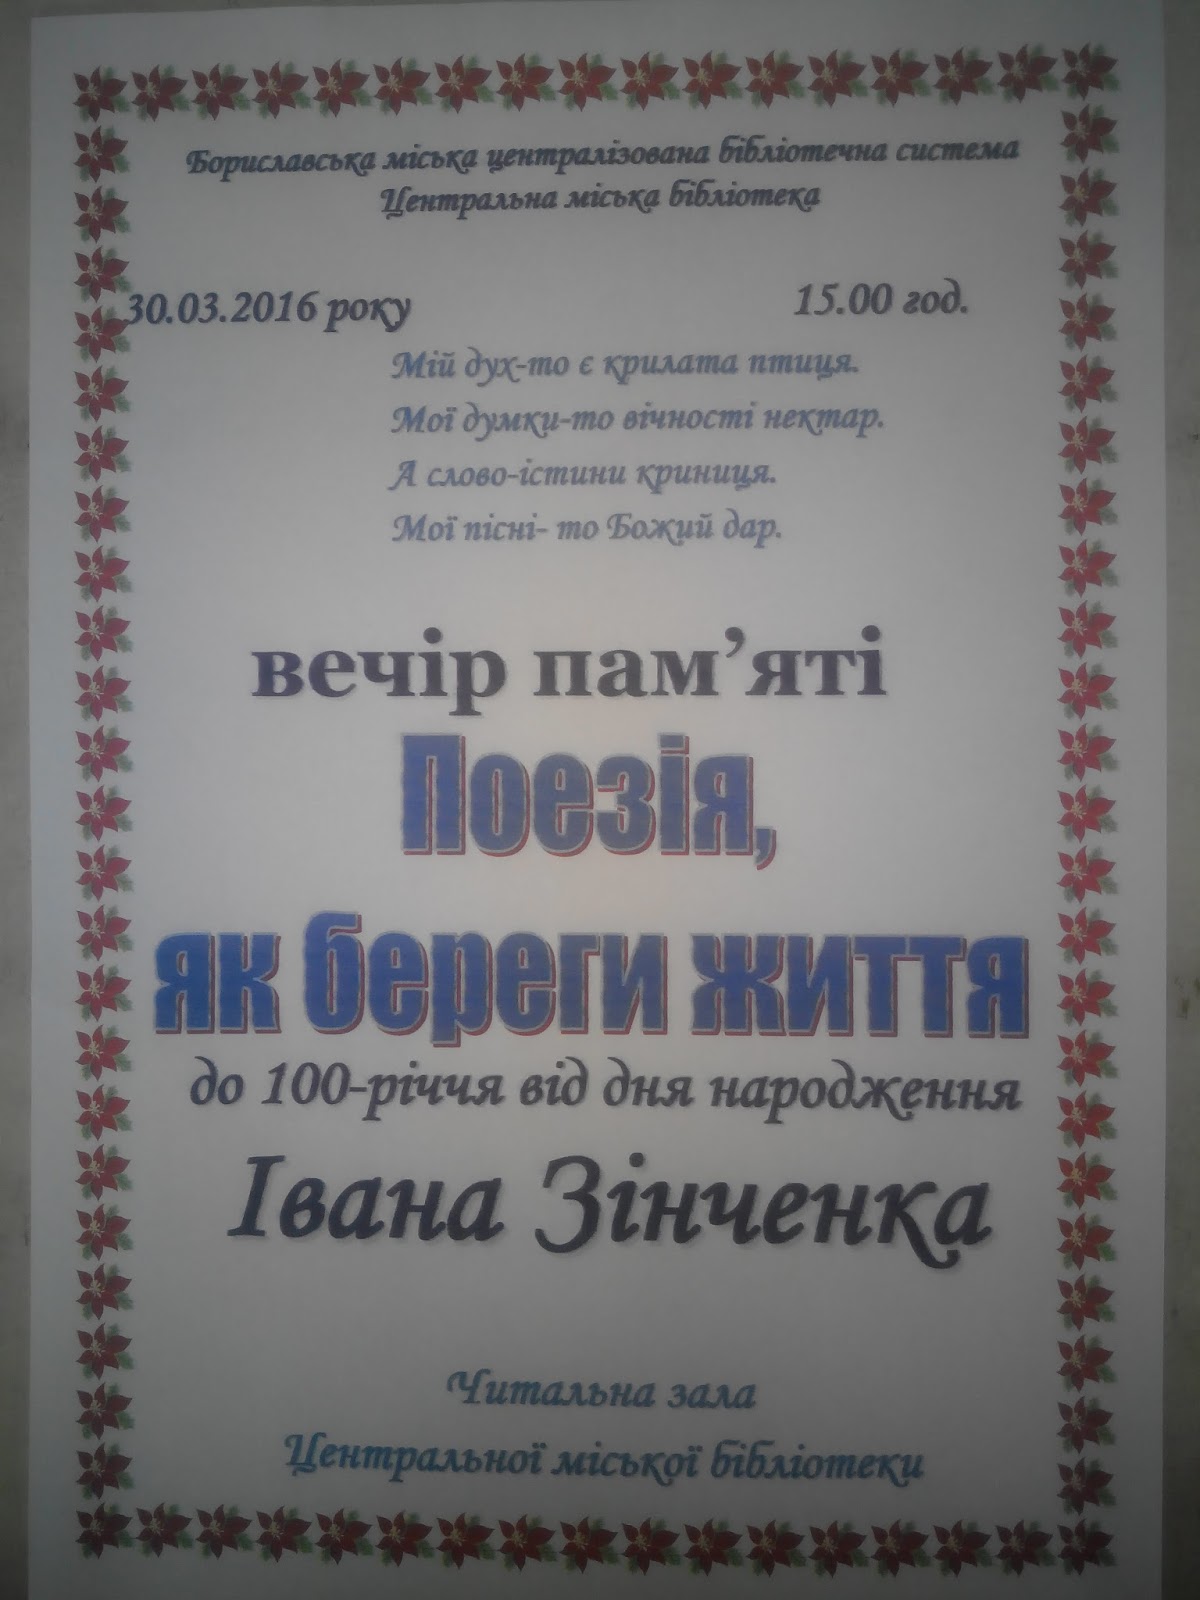 Бориславська міська централізована бібліотечна система
Центральна міська бібліотека
30.03.2016 року 15.00 год.
Мій дух-то є крилата птиця.
Мої думки-то вічності нектар.
А слово-істини криниця.
Мої пісні- то Божий дар.
вечір пам’яті
Поезія,
як береги життя
до 100-річчя від дня народження
Івана Зінченка
Читальна зала
Центральної міської бібліотеки